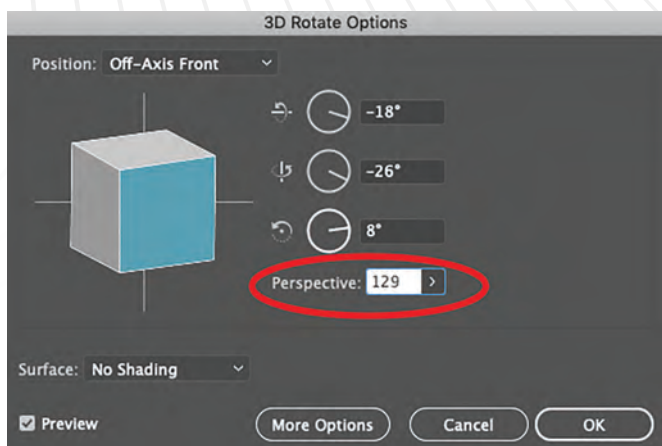 3D Rotate Options
Position: Off-Axis Front
-18°
-26°
8°
Perspective: 129
Surface: No Shading
Preview
More Options
Cancel
OK